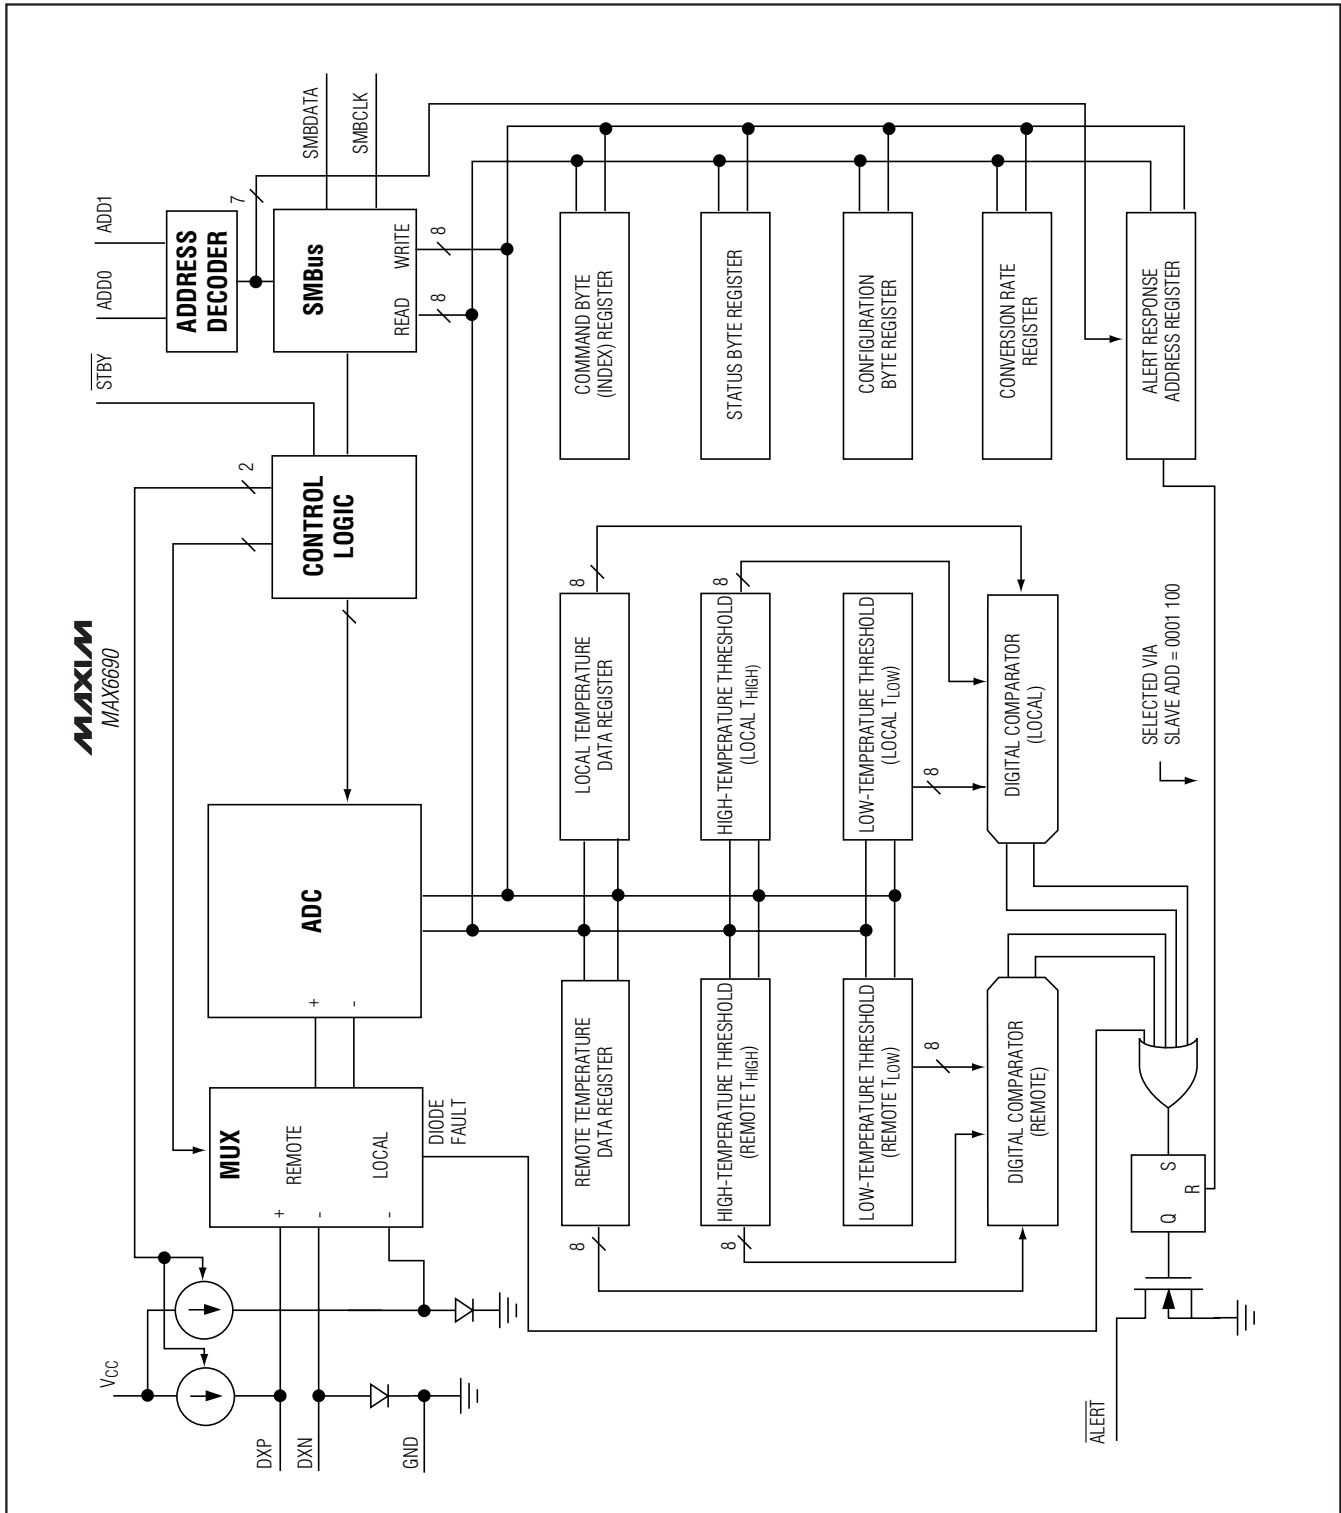 MAXIM
MAX6690
VCC
DXP
DXN
GND
MUX
REMOTE
LOCAL
+
-
-
DIODE
FAULT
+
-
ADC
CONTROL
LOGIC
2
STBY
ADD0
ADD1
ADDRESS
DECODER
7
SMBus
READ
WRITE
8
8
SMBDATA
SMBCLK
REMOTE TEMPERATURE
DATA REGISTER
8
HIGH-TEMPERATURE THRESHOLD
(REMOTE THIGH)
8
LOW-TEMPERATURE THRESHOLD
(REMOTE TLOW)
8
DIGITAL COMPARATOR
(REMOTE)
LOCAL TEMPERATURE
DATA REGISTER
8
HIGH-TEMPERATURE THRESHOLD
(LOCAL THIGH)
8
LOW-TEMPERATURE THRESHOLD
(LOCAL TLOW)
8
DIGITAL COMPARATOR
(LOCAL)
COMMAND BYTE
(INDEX) REGISTER
STATUS BYTE REGISTER
CONFIGURATION
BYTE REGISTER
CONVERSION RATE
REGISTER
ALERT RESPONSE
ADDRESS REGISTER
SELECTED VIA
SLAVE ADD = 0001 100
Q
S
R
ALERT